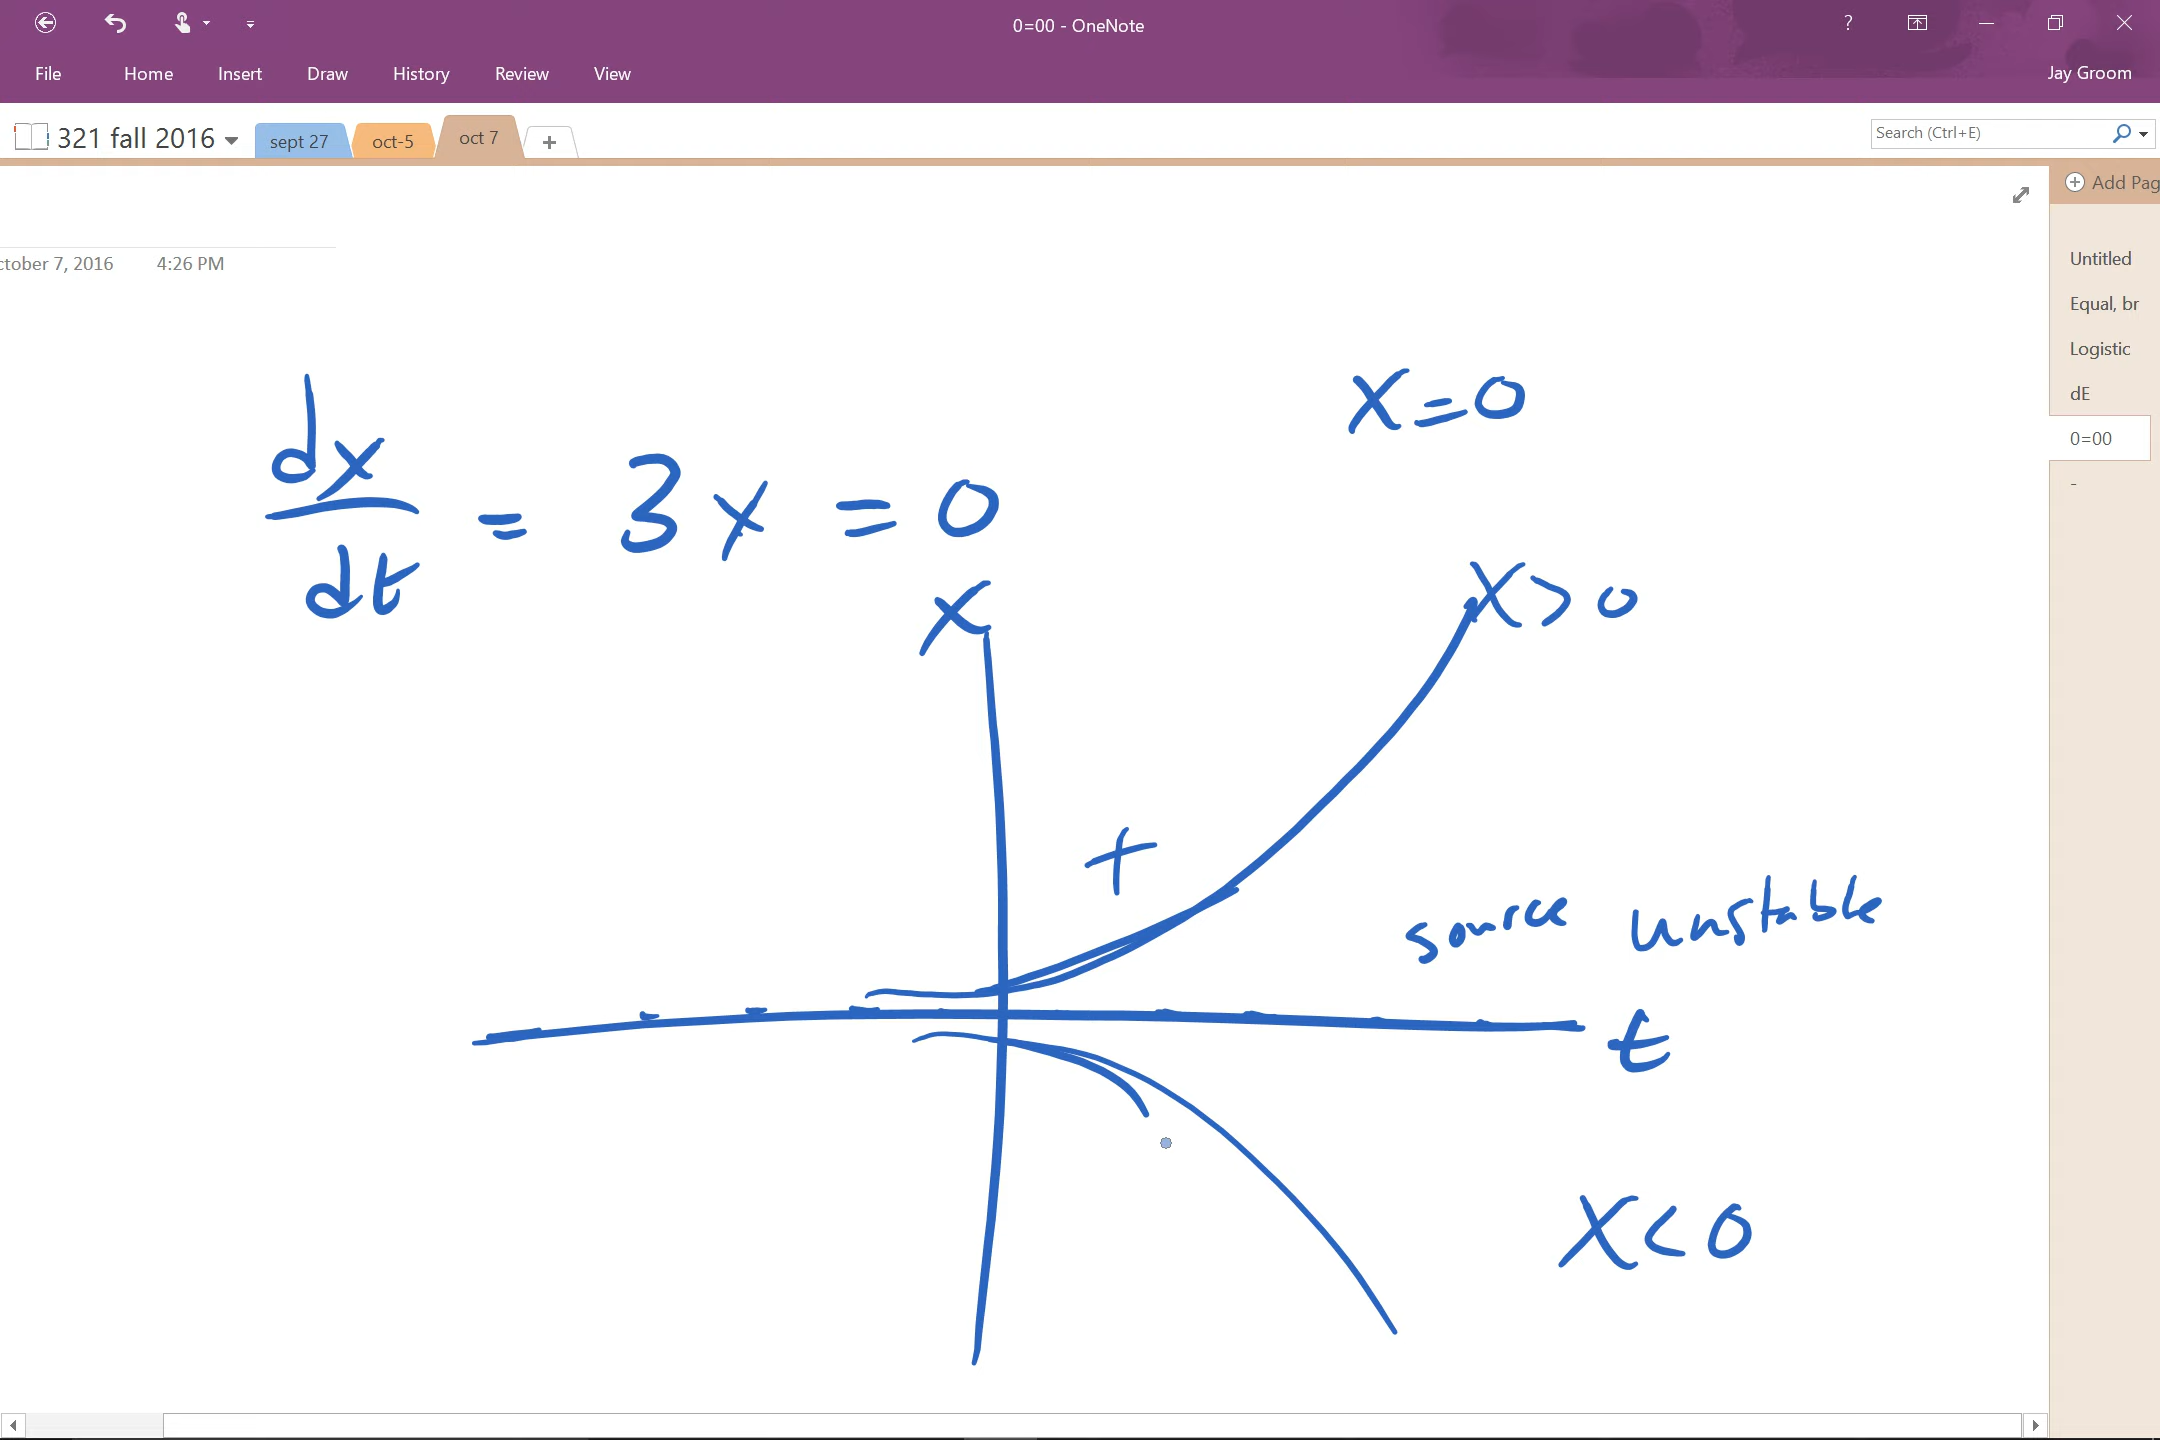 0=00 - OneNote
?
File Home Insert Draw History Review View
Jay Groom
321 fall 2016
sept 27 oct-5 oct 7 +
Search (Ctrl+E)
Add Pag
ctober 7, 2016 4:26 PM
Untitled
Equal, br
Logistic
dE
0=00
-
dx/dt = 3x = 0
x=0
x
x>0
+
source unstable
t
x<0